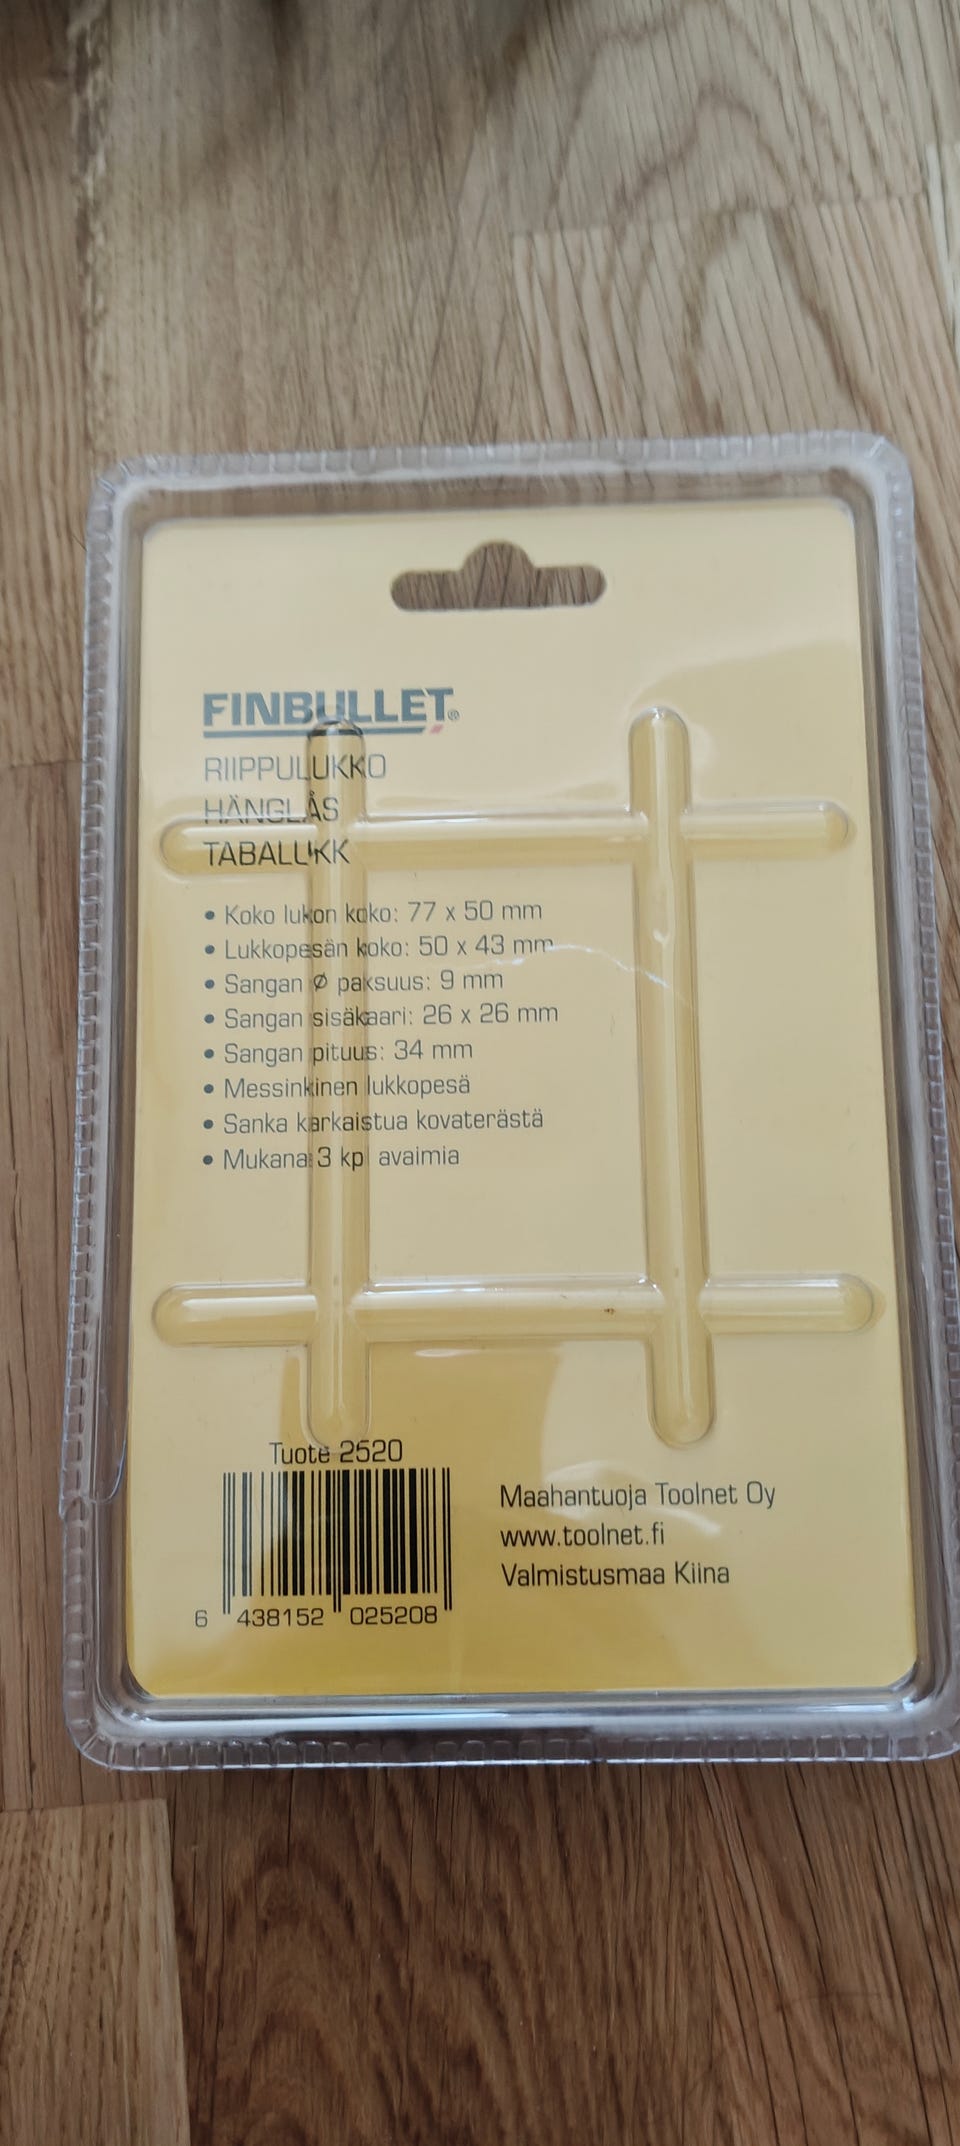 FINBULLET®
RIIPPULUKKO
HÄNGLÅS
TABALUKK
• Koko lukon koko: 77 x 50 mm
• Lukkopesän koko: 50 x 43 mm
• Sangan Ø paksuus: 9 mm
• Sangan sisäkaari: 26 x 26 mm
• Sangan pituus: 34 mm
• Messinkinen lukkopesä
• Sanka karkaistua kovaterästä
• Mukana 3 kpl avaimia
Tuote 2520
6 438152 025208
Maahantuoja Toolnet Oy
www.toolnet.fi
Valmistusmaa Kiina